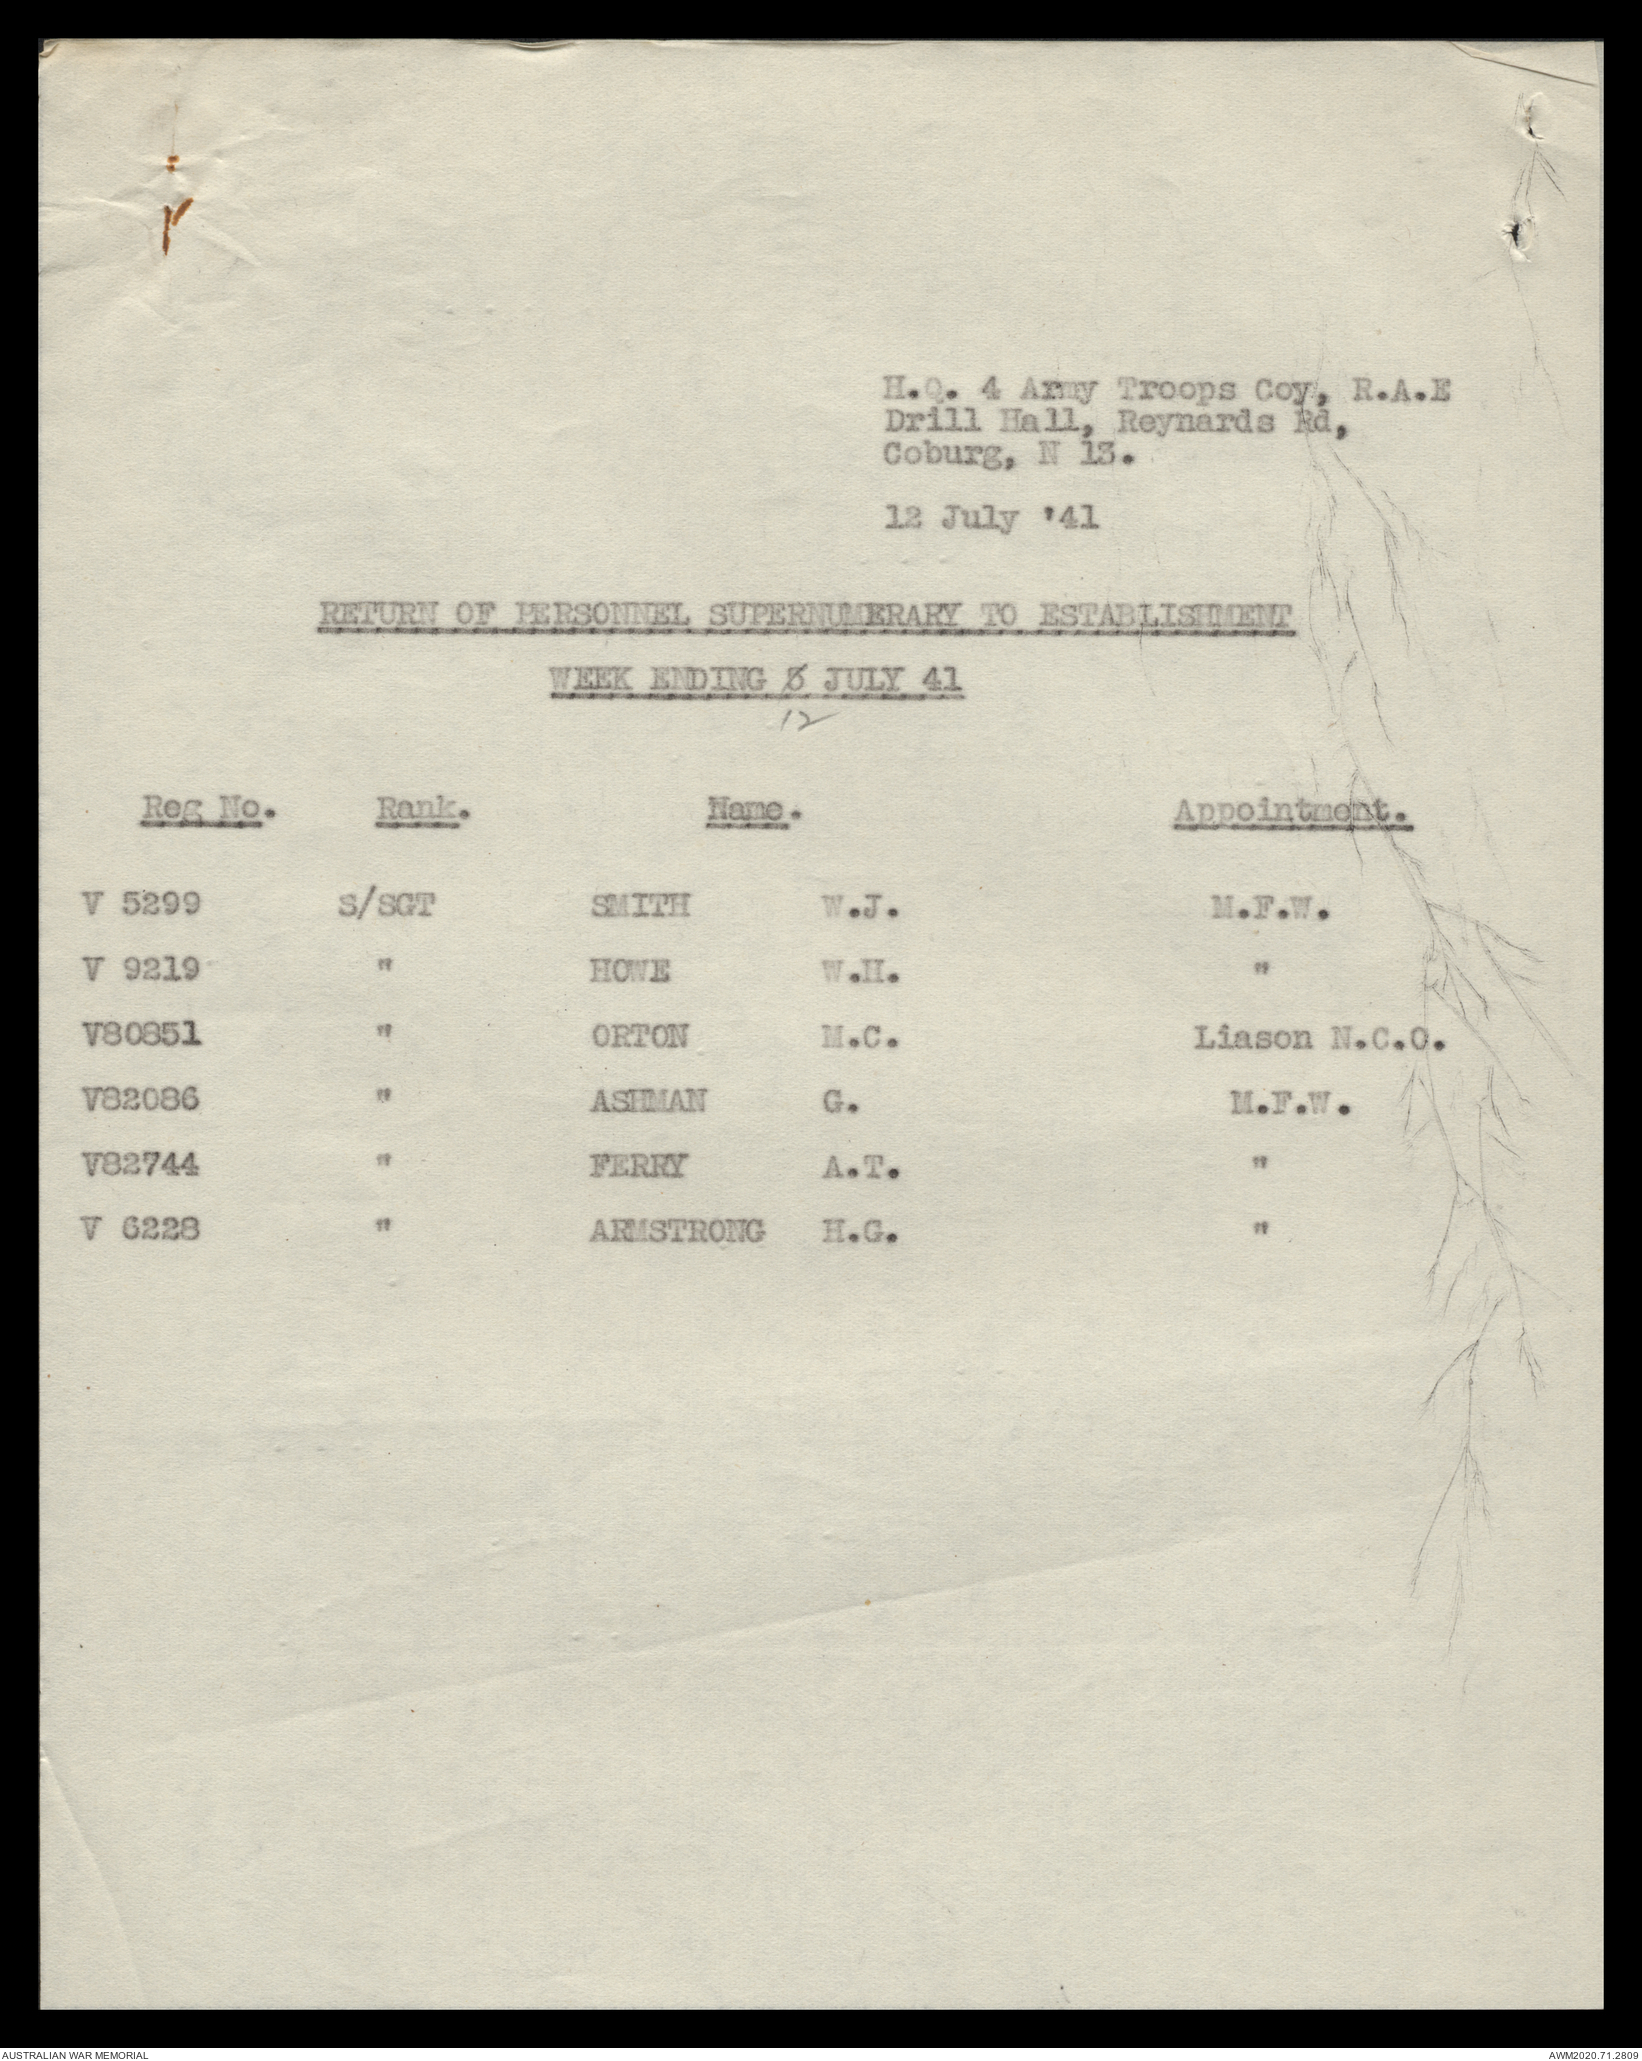 H.Q. 4 Army Troops Coy, R.A.E
Drill Hall, Reynards Rd,
Coburg, N 13.
12 July '41
RETURN OF PERSONNEL SUPERNUMERARY TO ESTABLISHMENT
WEEK ENDING JULY 41
12
Reg No. Rank. Name. Appointment.
V 5299 S/SGT SMITH W.J. M.F.W.
V 9219 " HOWE W.H. "
V80851 " ORTON M.C. Liason N.C.O.
V82086 " ASHMAN G. M.F.W.
V82744 " FERRY A.T. "
V 6228 " ARMSTRONG H.G. "
AUSTRALIAN WAR MEMORIAL AWM2020.71.2809